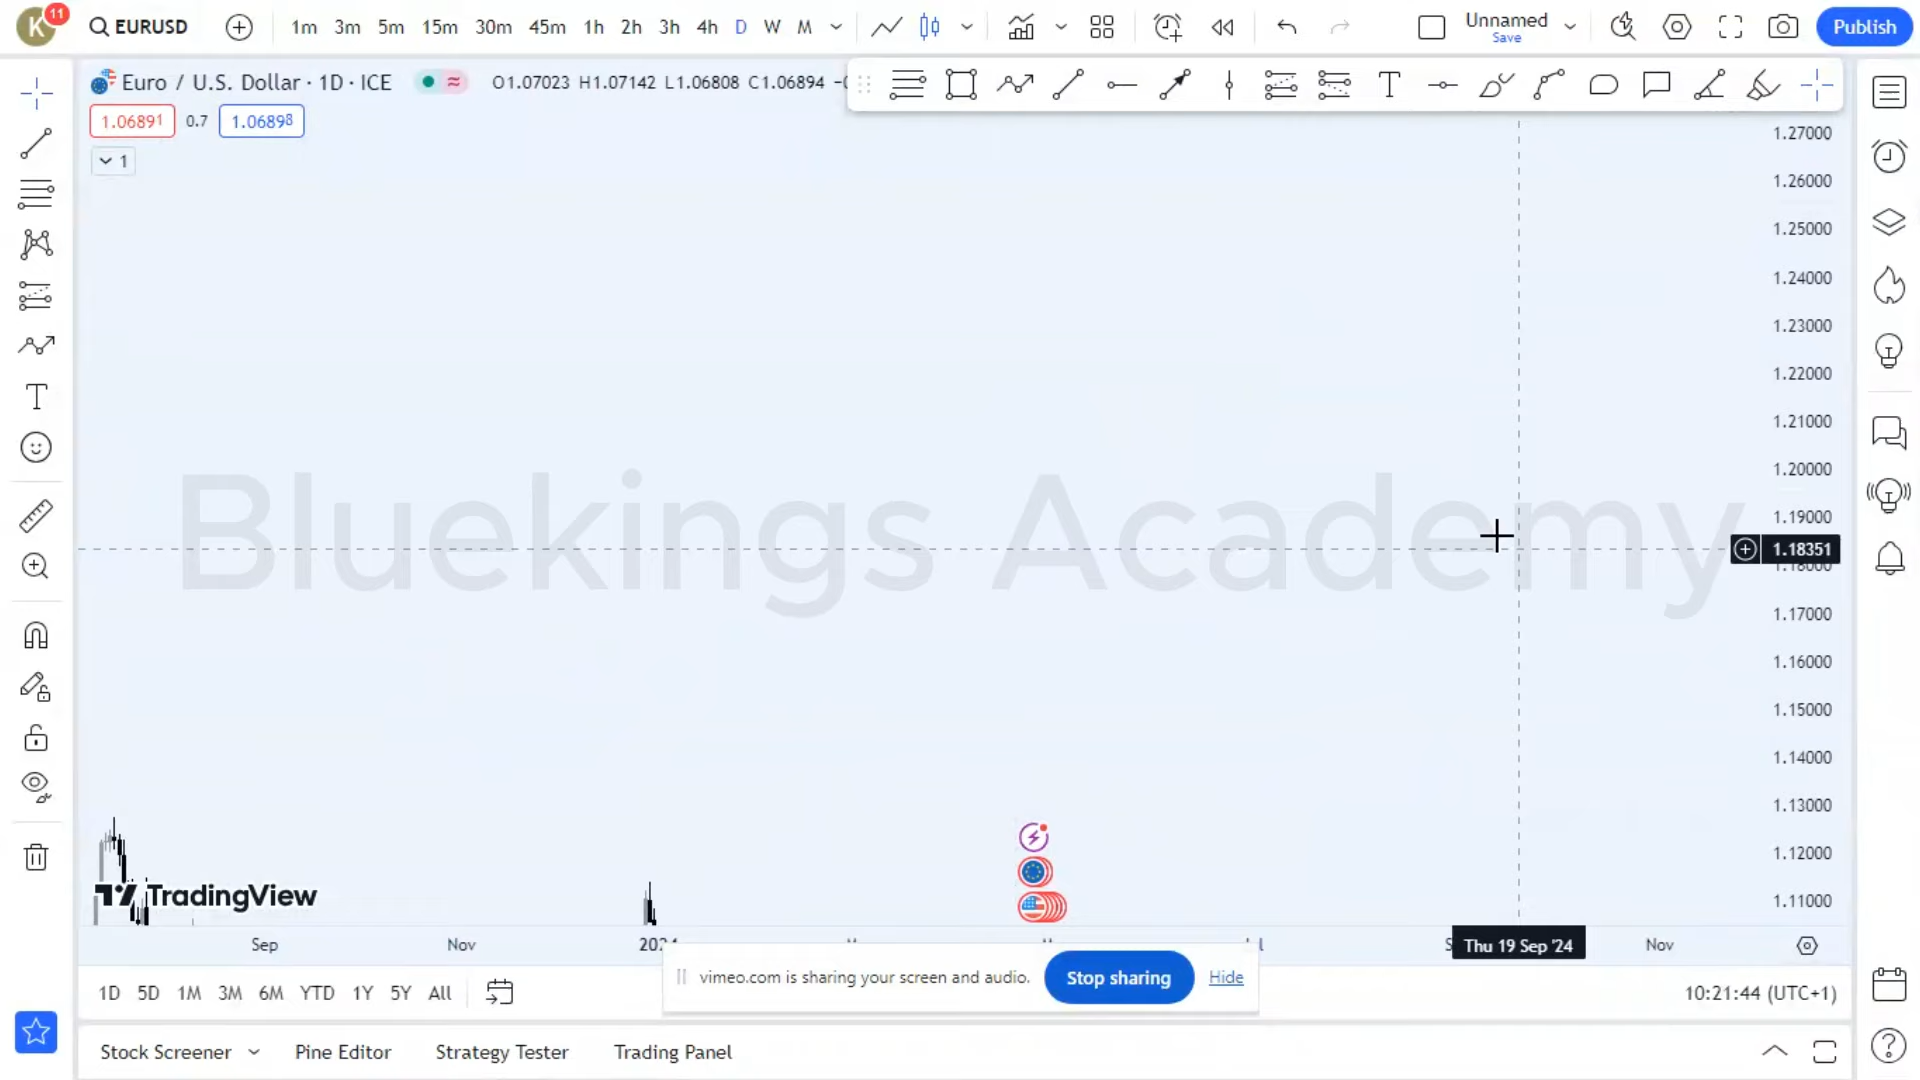 K 11 EURUSD 1m 3m 5m 15m 30m 45m 1h 2h 3h 4h D W M Unnamed Save Publish
Euro / U.S. Dollar · 1D · ICE O1.07023 H1.07142 L1.06808 C1.06894
1.06891 0.7 1.06898
1
1.27000
1.26000
1.25000
1.24000
1.23000
1.22000
1.21000
1.20000
1.19000
Bluekings Academy
1.18351
1.18000
1.17000
1.16000
1.15000
1.14000
1.13000
1.12000
1.11000
TradingView
Sep Nov Thu 19 Sep '24 Nov
vimeo.com is sharing your screen and audio. Stop sharing Hide
1D 5D 1M 3M 6M YTD 1Y 5Y All 10:21:44 (UTC+1)
Stock Screener Pine Editor Strategy Tester Trading Panel